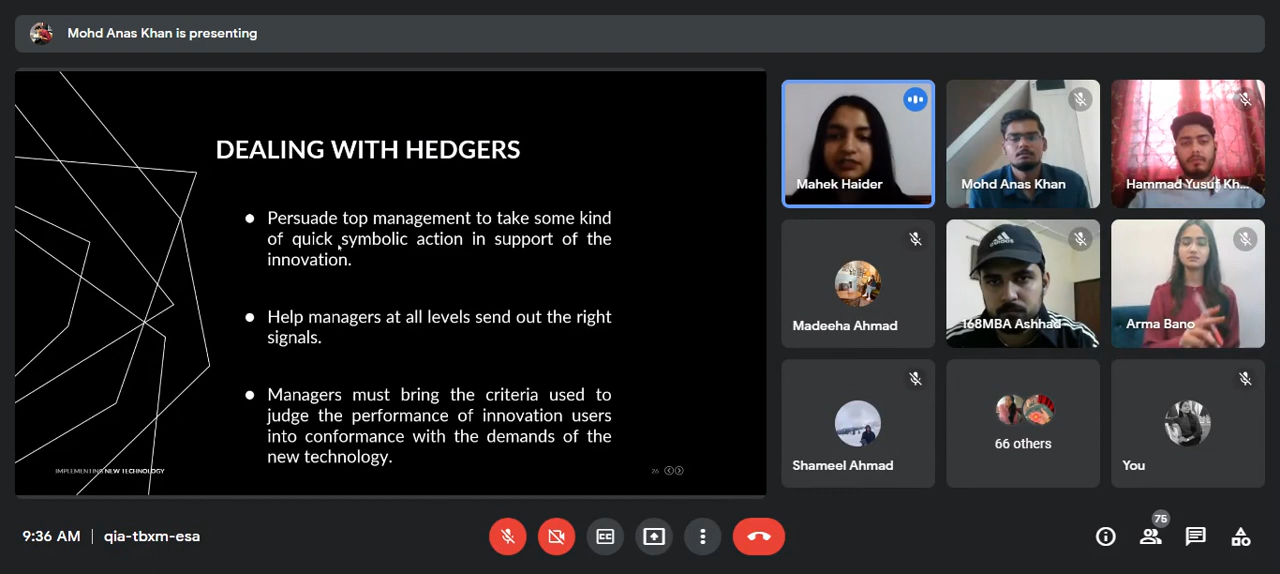 Mohd Anas Khan is presenting
DEALING WITH HEDGERS
● Persuade top management to take some kind
of quick symbolic action in support of the
innovation.
● Help managers at all levels send out the right
signals.
● Managers must bring the criteria used to
judge the performance of innovation users
into conformance with the demands of the
new technology.
IMPLEMENTING NEW TECHNOLOGY
26
Mahek Haider
Mohd Anas Khan
Hammad Yusuf Kh...
Madeeha Ahmad
168MBA Ashhad
Arma Bano
Shameel Ahmad
66 others
You
9:36 AM | qia-tbxm-esa
CC
75